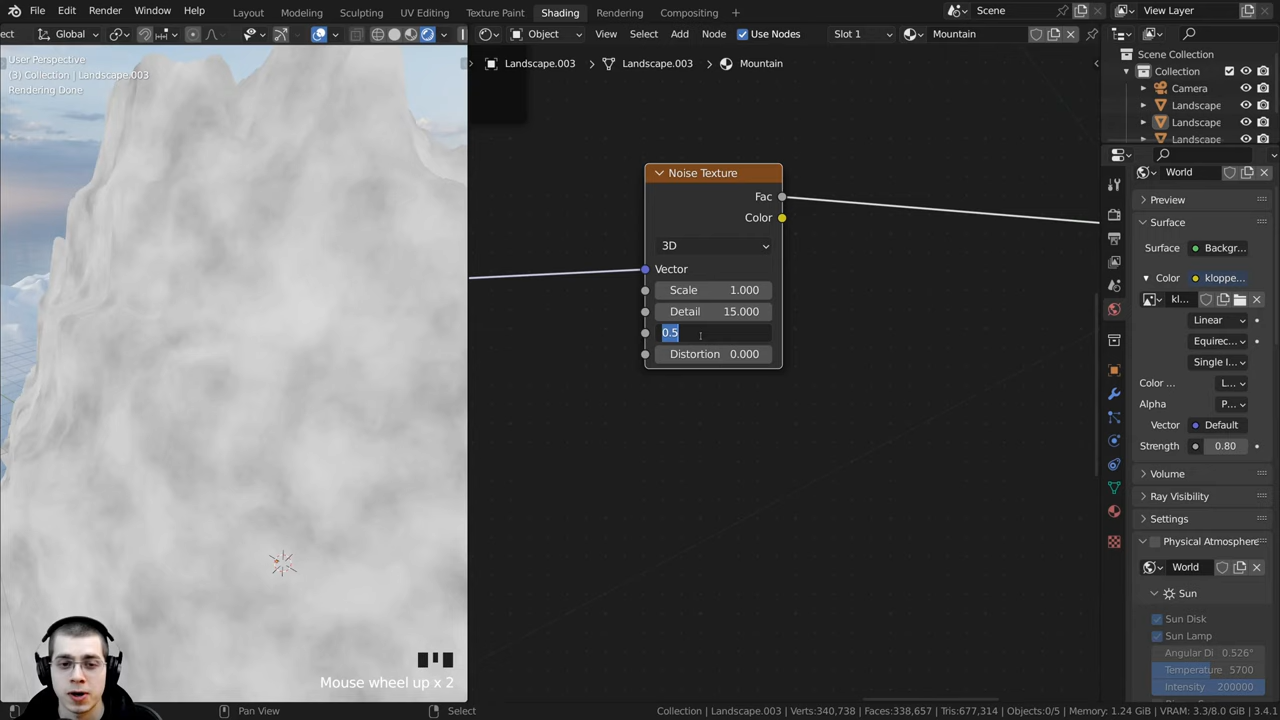 File Edit Render Window Help Layout Modeling Sculpting UV Editing Texture Paint Shading Rendering Compositing + Scene View Layer
ect Global Object View Select Add Node Use Nodes Slot 1 Mountain
User Perspective
(3) Collection | Landscape.003
Rendering Done
Landscape.003 > Landscape.003 > Mountain
Scene Collection
Collection
Camera
Landscape
Landscape
Landscape
Noise Texture
Fac
Color
3D
Vector
Scale 1.000
Detail 15.000
0.5
Distortion 0.000
World
Preview
Surface
Surface Backgr...
Color kloppe...
kl...
Linear
Equirec...
Single I...
Color ... L...
Alpha P...
Vector Default
Strength 0.80
Volume
Ray Visibility
Settings
Physical Atmosphere
World
Sun
Sun Disk
Sun Lamp
Angular Di 0.526°
Temperature 5700
Intensity 200000
Mouse wheel up x 2
Pan View Select Collection | Landscape.003 | Verts:340,738 | Faces:338,657 | Tris:677,314 | Objects:0/5 | Memory: 1.24 GiB | VRAM: 3.3/8.0 GiB | 3.4.1